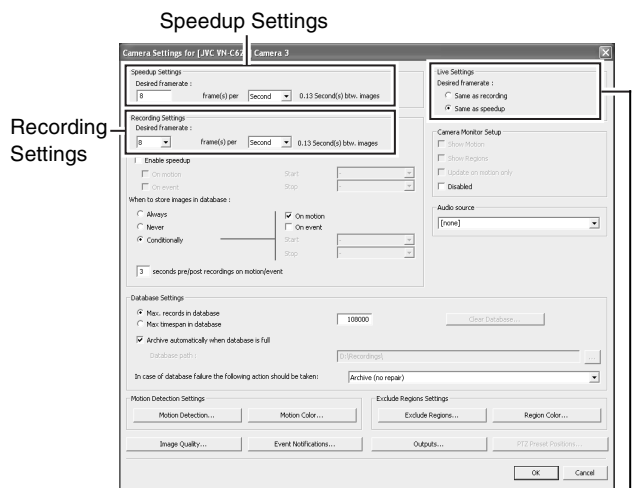 Speedup Settings
Recording
Settings
Camera Settings for [JVC VN-C62 Camera 3
Speedup Settings
Desired framerate :
8 frame(s) per Second 0.13 Second(s) btw. images
Live Settings
Desired framerate :
Same as recording
Same as speedup
Recording Settings
Desired framerate :
8 frame(s) per Second 0.13 Second(s) btw. images
Enable speedup
On motion Start -
On event Stop -
Camera Monitor Setup
Show Motion
Show Regions
Update on motion only
Disabled
When to store images in database :
Always
Never
Conditionally
On motion
On event
Start -
Stop -
Audio source
[none]
3 seconds pre/post recordings on motion/event
Database Settings
Max. records in database
Max timespan in database
108000
Clear Database...
Archive automatically when database is full
Database path : D:\Recordings\ ...
In case of database failure the following action should be taken: Archive (no repair)
Motion Detection Settings
Motion Detection... Motion Color...
Exclude Regions Settings
Exclude Regions... Region Color...
Image Quality... Event Notifications... Outputs... PTZ Preset Positions...
OK Cancel